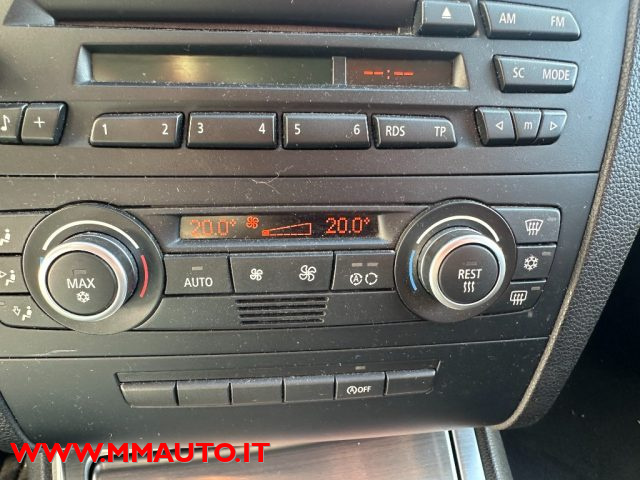 AM FM
--:--
SC MODE
+
1 2 3 4 5 6 RDS TP m
20.0° 20.0°
MAX
AUTO
A
REST
A OFF
WWW.MMAUTO.IT